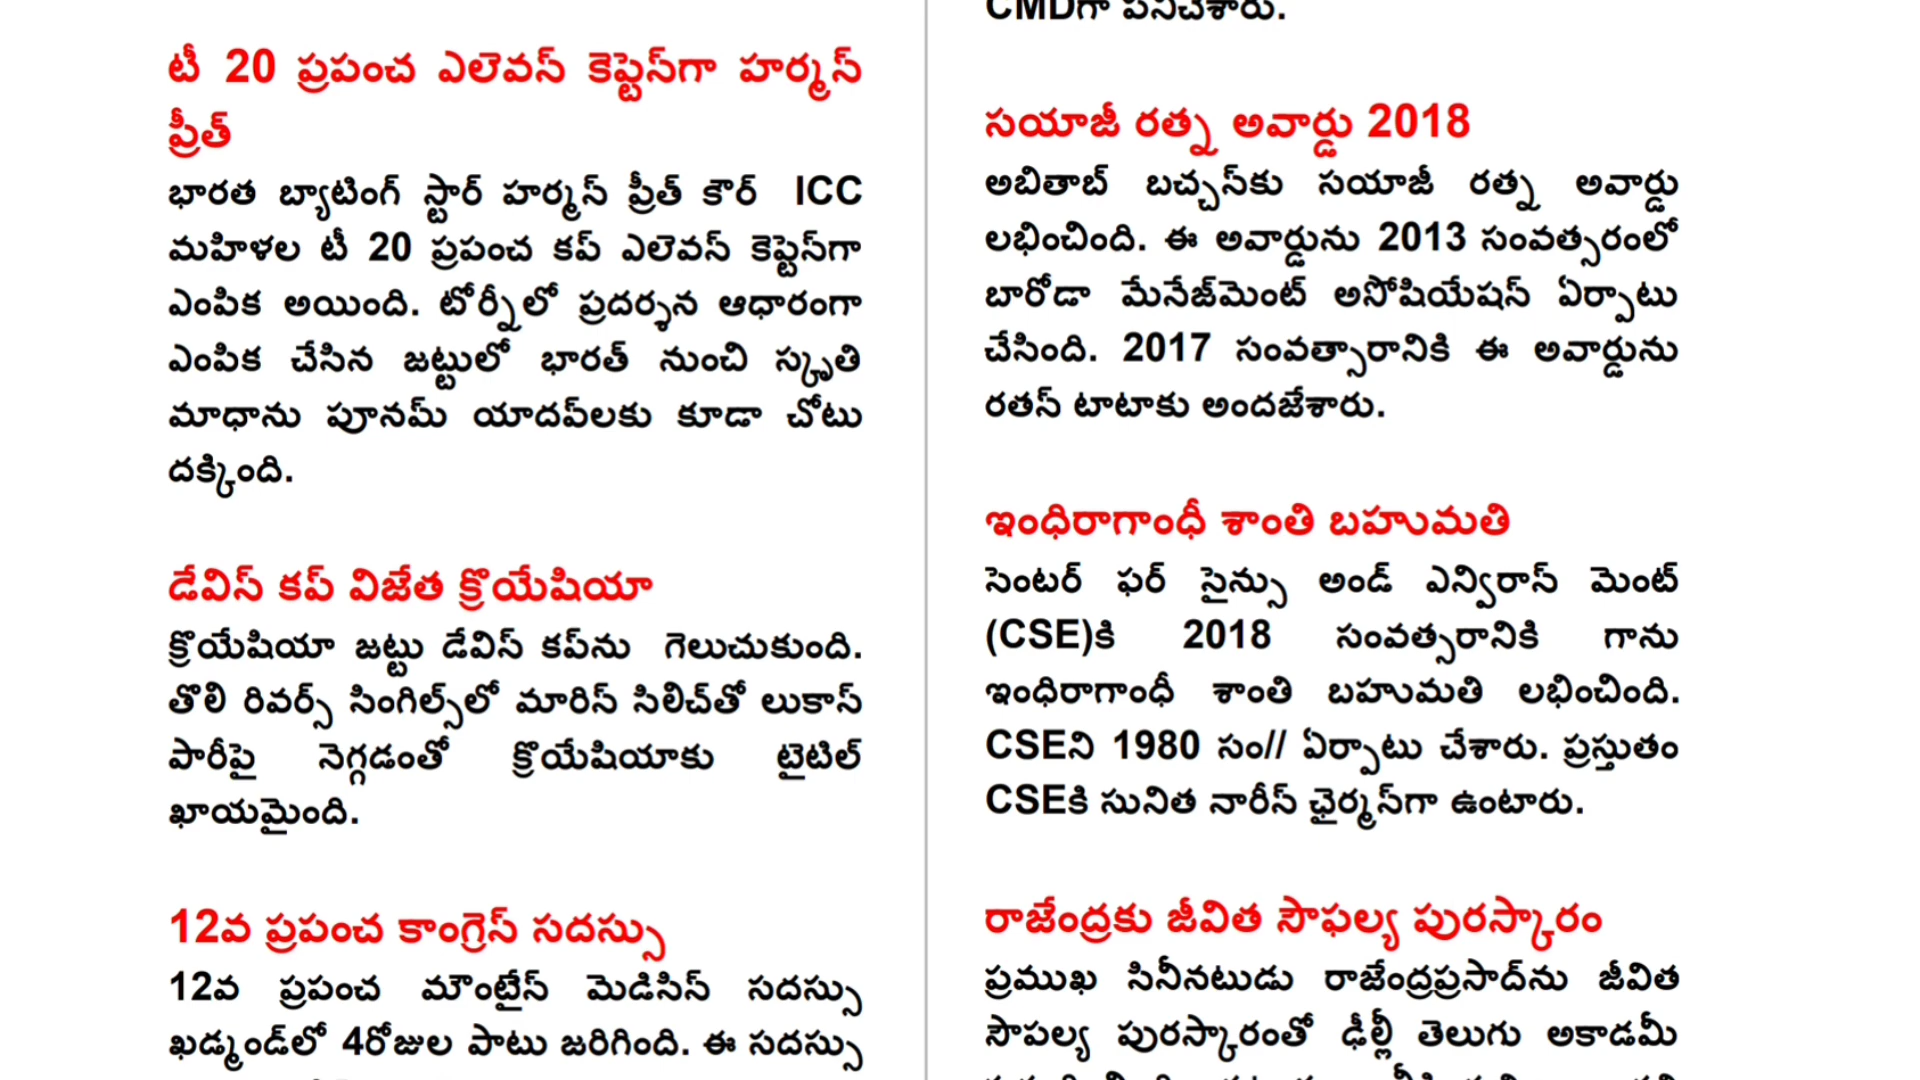 టీ 20 ప్రపంచ ఎలెవన్ కెప్టెన్‌గా హర్మన్
ప్రీత్
భారత బ్యాటింగ్ స్టార్ హర్మన్ ప్రీత్ కౌర్ ICC
మహిళల టీ 20 ప్రపంచ కప్ ఎలెవన్ కెప్టెన్‌గా
ఎంపిక అయింది. టోర్నీలో ప్రదర్శన ఆధారంగా
ఎంపిక చేసిన జట్టులో భారత్ నుంచి స్కృతి
మాధాను పూనమ్ యాదప్‌లకు కూడా చోటు
దక్కింది.
డేవిస్ కప్ విజేత క్రొయేషియా
క్రొయేషియా జట్టు డేవిస్ కప్‌ను గెలుచుకుంది.
తొలి రివర్స్ సింగిల్స్‌లో మారిన్ సిలిచ్‌తో లుకాస్
పారీపై నెగ్గడంతో క్రొయేషియాకు టైటిల్
ఖాయమైంది.
12వ ప్రపంచ కాంగ్రెస్ సదస్సు
12వ ప్రపంచ మౌంటైన్ మెడిసిన్ సదస్సు
ఖడ్మండ్‌లో 4రోజుల పాటు జరిగింది. ఈ సదస్సు
CMDగా పనిచేశారు.
సయాజీ రత్న అవార్డు 2018
అబితాబ్ బచ్చన్‌కు సయాజీ రత్న అవార్డు
లభించింది. ఈ అవార్డును 2013 సంవత్సరంలో
బారోడా మేనేజ్‌మెంట్ అసోషియేషన్ ఏర్పాటు
చేసింది. 2017 సంవత్సారానికి ఈ అవార్డును
రతన్ టాటాకు అందజేశారు.
ఇంధిరాగాంధీ శాంతి బహుమతి
సెంటర్ ఫర్ సైన్సు అండ్ ఎన్విరాన్ మెంట్
(CSE)కి 2018 సంవత్సరానికి గాను
ఇంధిరాగాంధీ శాంతి బహుమతి లభించింది.
CSEని 1980 సం// ఏర్పాటు చేశారు. ప్రస్తుతం
CSEకి సునిత నారీస్ ఛైర్మన్‌గా ఉంటారు.
రాజేంద్రకు జీవిత సౌఫల్య పురస్కారం
ప్రముఖ సినీనటుడు రాజేంద్రప్రసాద్‌ను జీవిత
సౌపల్య పురస్కారంతో ఢీల్లీ తెలుగు అకాడమీ